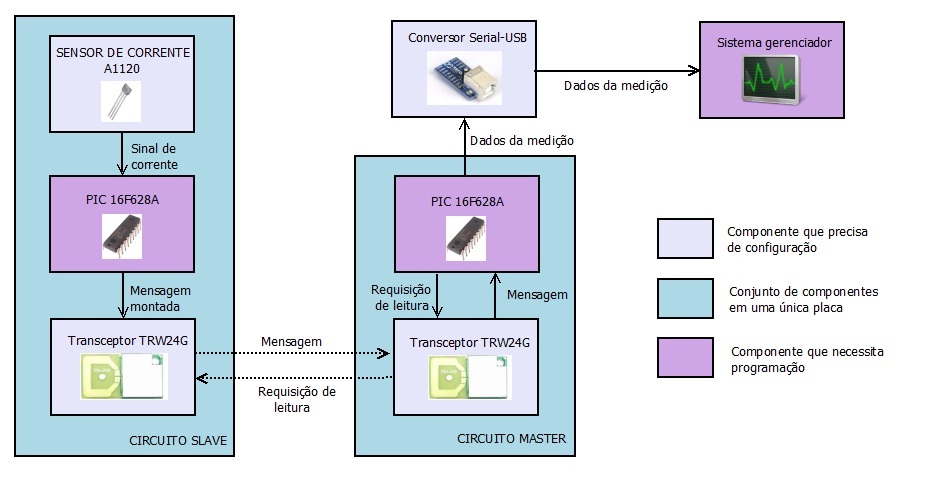 SENSOR DE CORRENTE
A1120
Sinal de
corrente
PIC 16F628A
Mensagem
montada
Transceptor TRW24G
CIRCUITO SLAVE
Mensagem
Requisição de
leitura
Conversor Serial-USB
Dados da medição
Sistema gerenciador
Dados da medição
PIC 16F628A
Requisição
de leitura
Mensagem
Transceptor TRW24G
CIRCUITO MASTER
Componente que precisa
de configuração
Conjunto de componentes
em uma única placa
Componente que necessita
programação